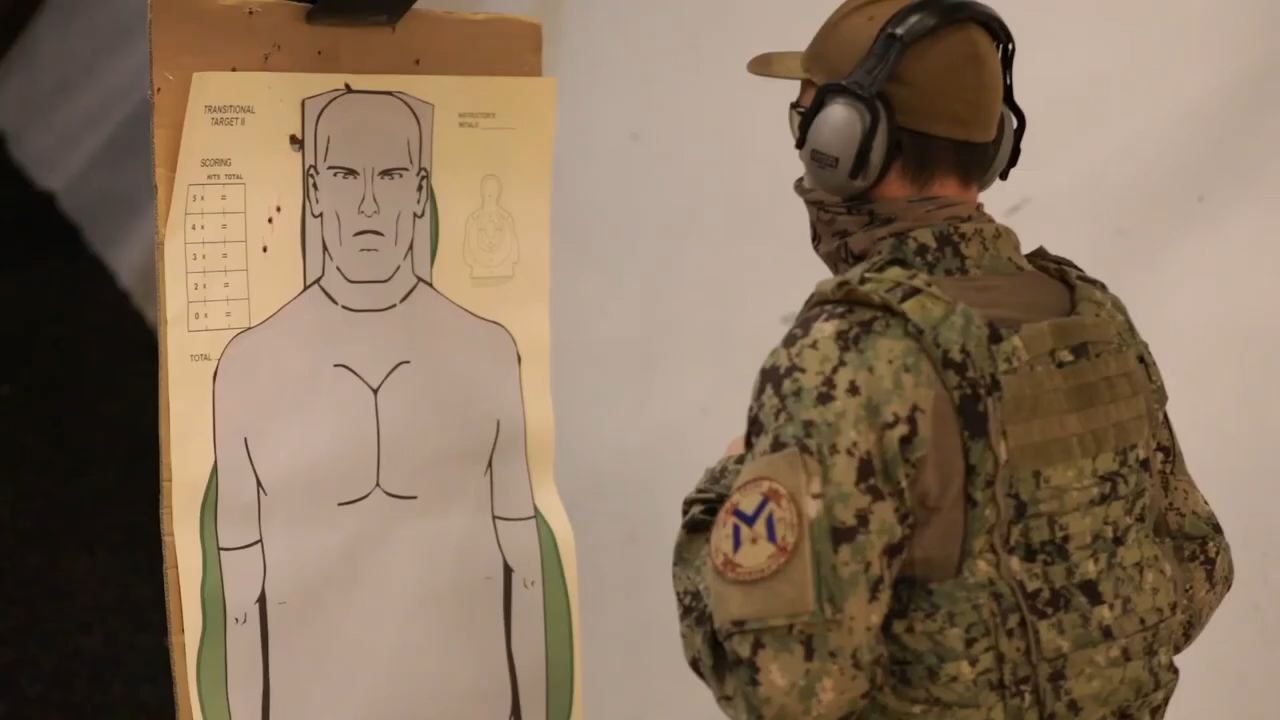 TRANSITIONAL
TARGET II
INSTRUCTOR'S
INITIALS
SCORING
HITS TOTAL
5 x =
4 x =
3 x =
2 x =
0 x =
TOTAL